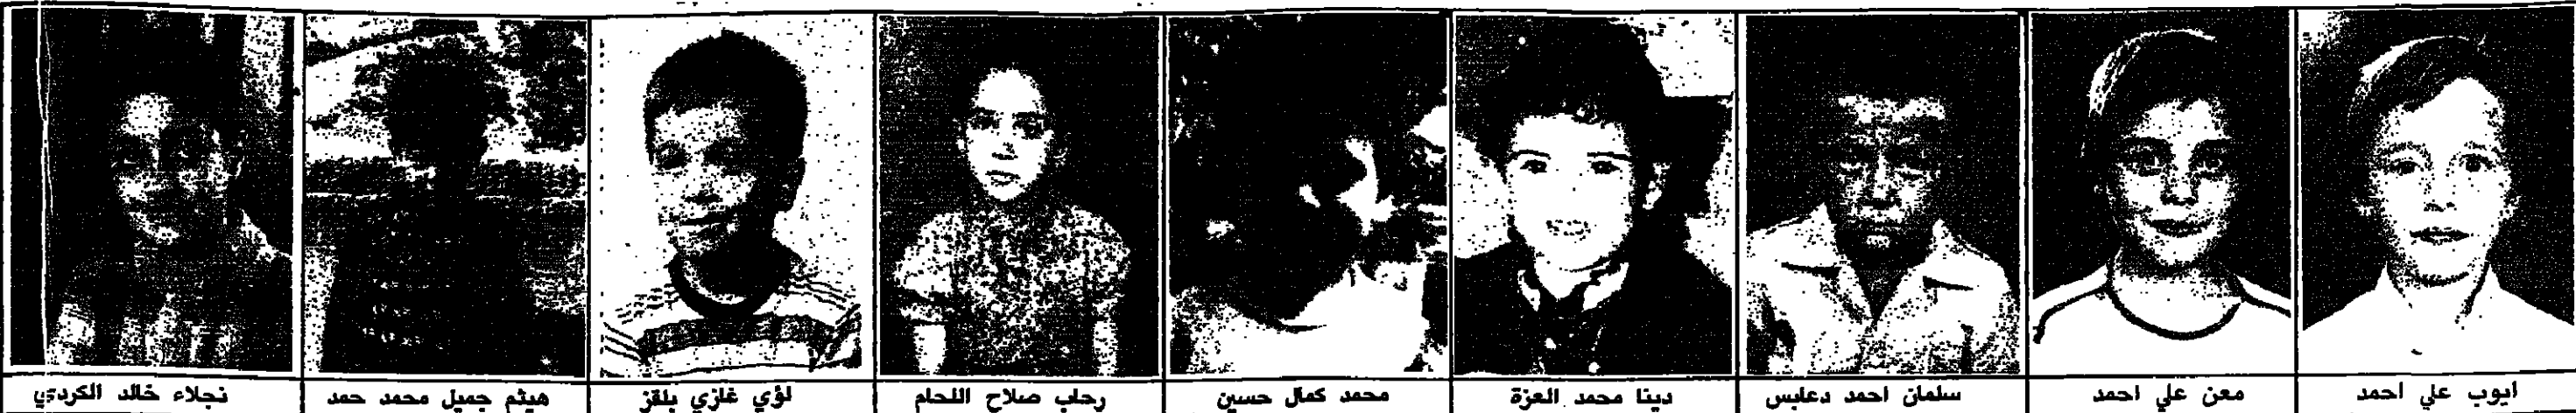 ايوب علي احمد
معن علي احمد
سلمان احمد دعابس
دينا محمد العزة
محمد كمال حسين
رحاب صلاح اللحام
لؤي غازي بلقز
هيثم جميل محمد حمد
نجلاء خالد الكردي